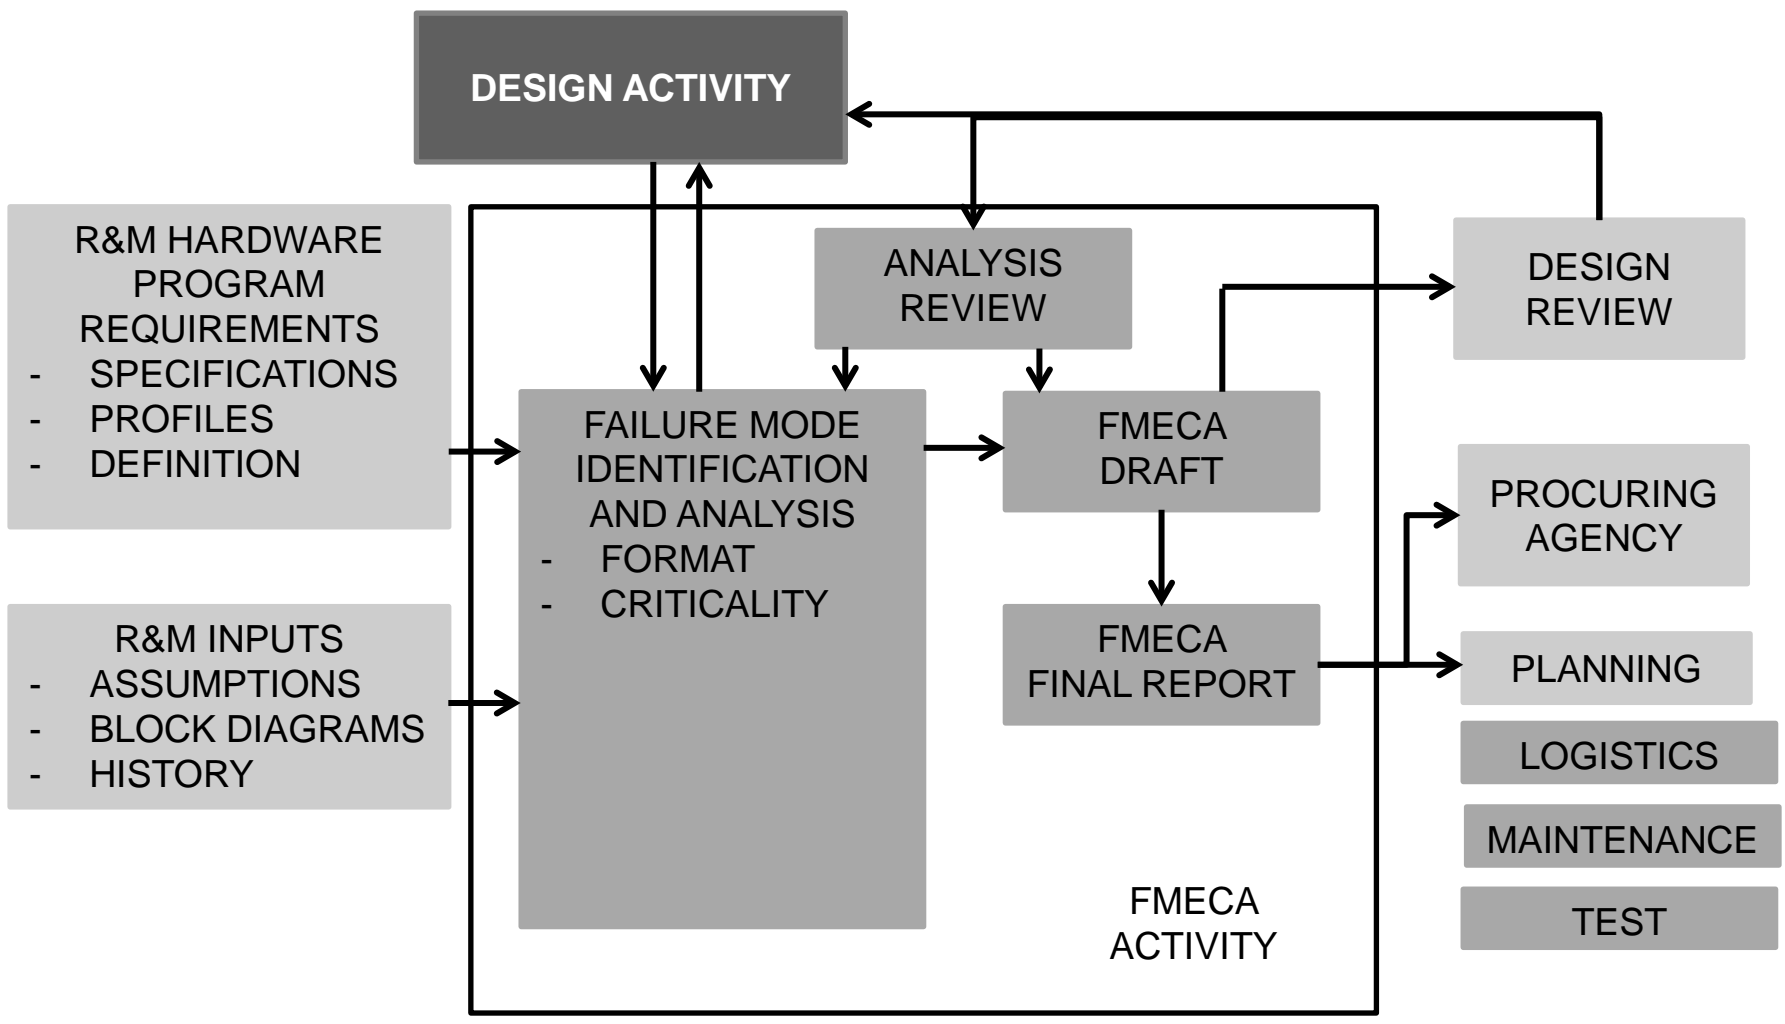 DESIGN ACTIVITY
R&M HARDWARE
PROGRAM
REQUIREMENTS
- SPECIFICATIONS
- PROFILES
- DEFINITION
R&M INPUTS
- ASSUMPTIONS
- BLOCK DIAGRAMS
- HISTORY
FAILURE MODE
IDENTIFICATION
AND ANALYSIS
- FORMAT
- CRITICALITY
ANALYSIS
REVIEW
FMECA
DRAFT
FMECA
FINAL REPORT
FMECA
ACTIVITY
DESIGN
REVIEW
PROCURING
AGENCY
PLANNING
LOGISTICS
MAINTENANCE
TEST